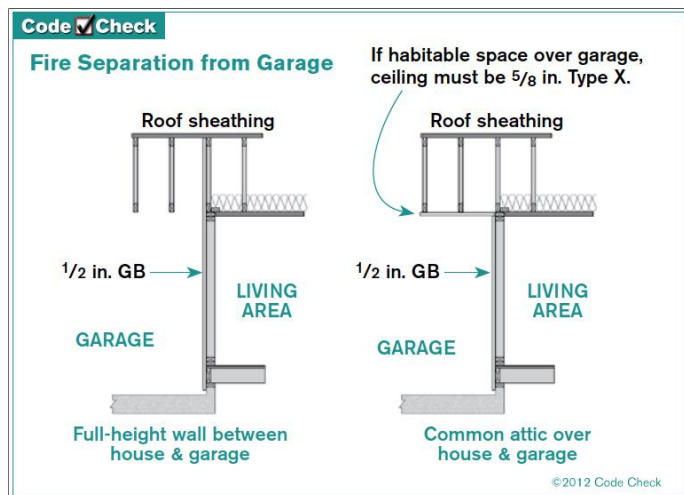 Code Check
Fire Separation from Garage
If habitable space over garage,
ceiling must be 5/8 in. Type X.
Roof sheathing
Roof sheathing
1/2 in. GB
1/2 in. GB
LIVING
AREA
LIVING
AREA
GARAGE
GARAGE
Full-height wall between
house & garage
Common attic over
house & garage
©2012 Code Check